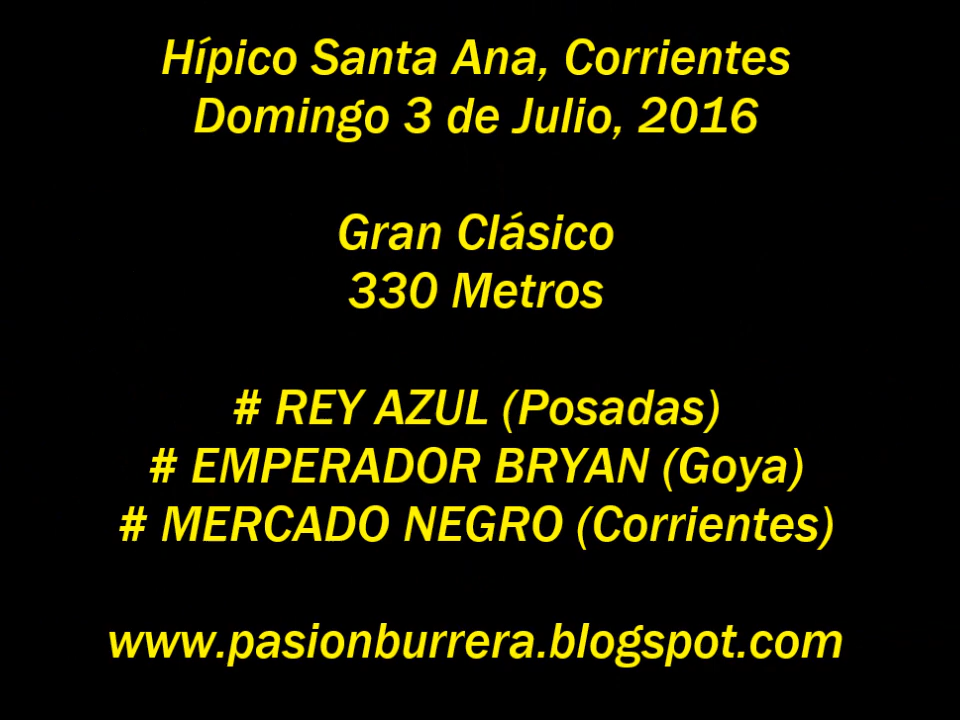 Hípico Santa Ana, Corrientes
Domingo 3 de Julio, 2016
Gran Clásico
330 Metros
# REY AZUL (Posadas)
# EMPERADOR BRYAN (Goya)
# MERCADO NEGRO (Corrientes)
www.pasionburrera.blogspot.com